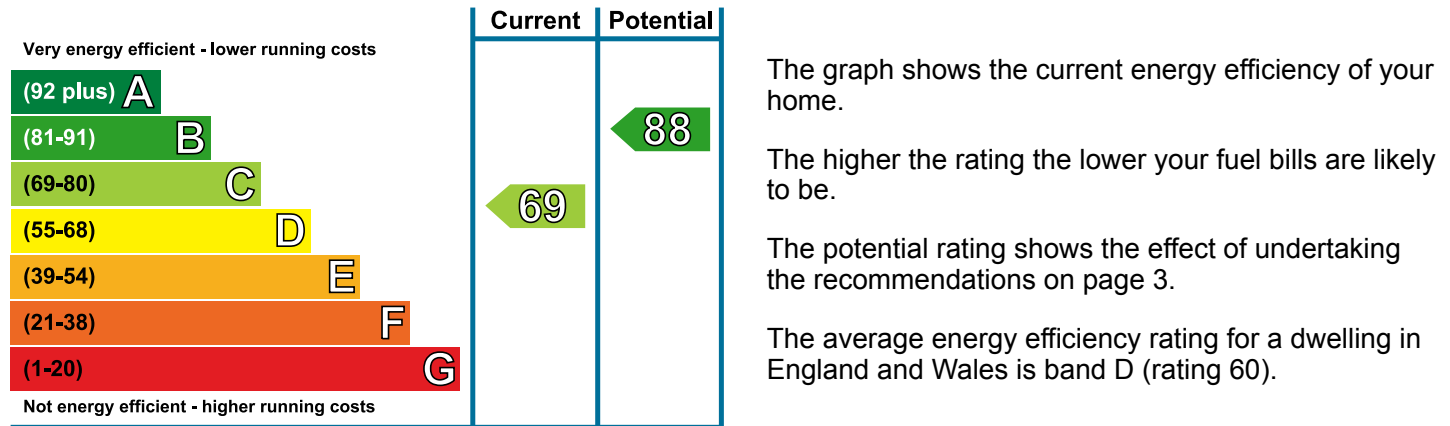 Current Potential
Very energy efficient - lower running costs
(92 plus) A
(81-91) B
88
(69-80) C
69
(55-68) D
(39-54) E
(21-38) F
(1-20) G
Not energy efficient - higher running costs
The graph shows the current energy efficiency of your
home.
The higher the rating the lower your fuel bills are likely
to be.
The potential rating shows the effect of undertaking
the recommendations on page 3.
The average energy efficiency rating for a dwelling in
England and Wales is band D (rating 60).